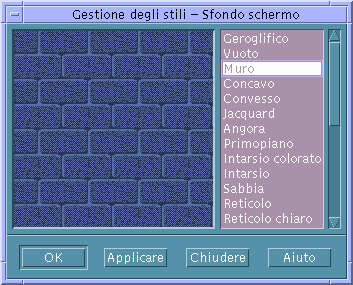 Gestione degli stili – Sfondo schermo
Geroglifico
Vuoto
Muro
Concavo
Convesso
Jacquard
Angora
Primopiano
Intarsio colorato
Intarsio
Sabbia
Reticolo
Reticolo chiaro
OK Applicare Chiudere Aiuto